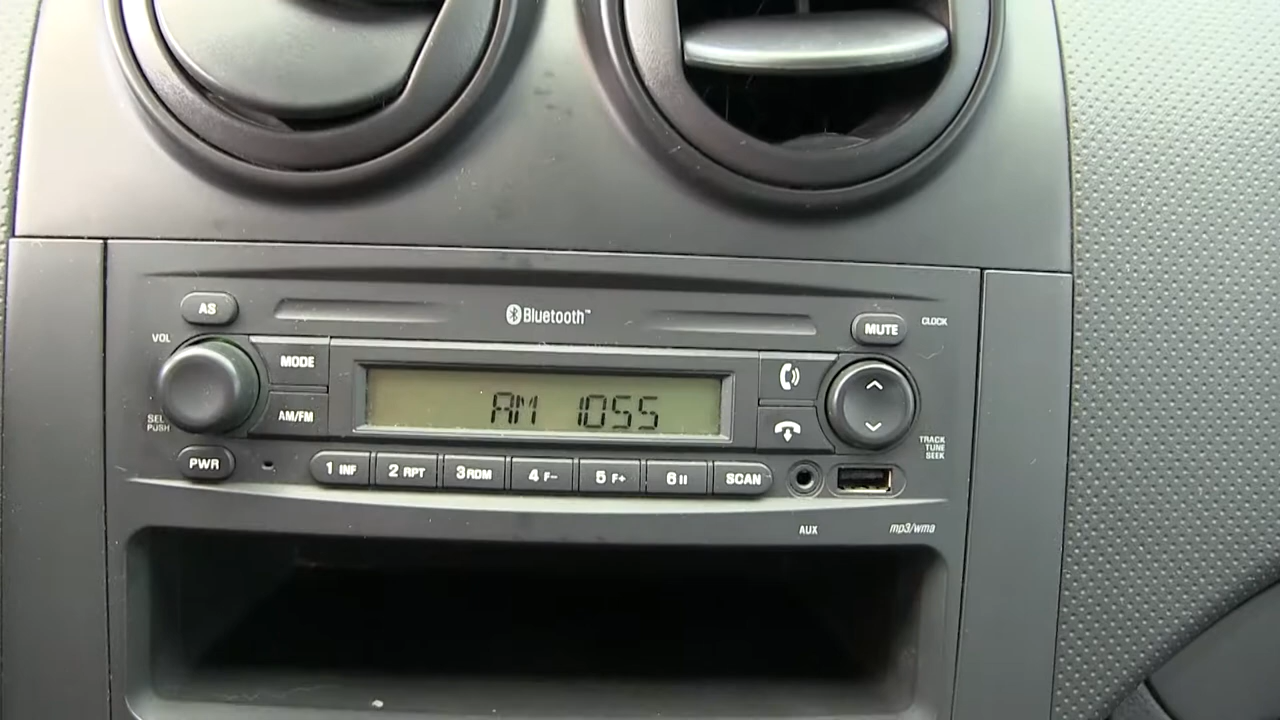 AS
Bluetooth™
MUTE
CLOCK
VOL
MODE
AM 1055
AM/FM
SEL
PUSH
TRACK
TUNE
SEEK
PWR
1 INF
2 RPT
3 RDM
4 F-
5 F+
6 II
SCAN
AUX
mp3/wma